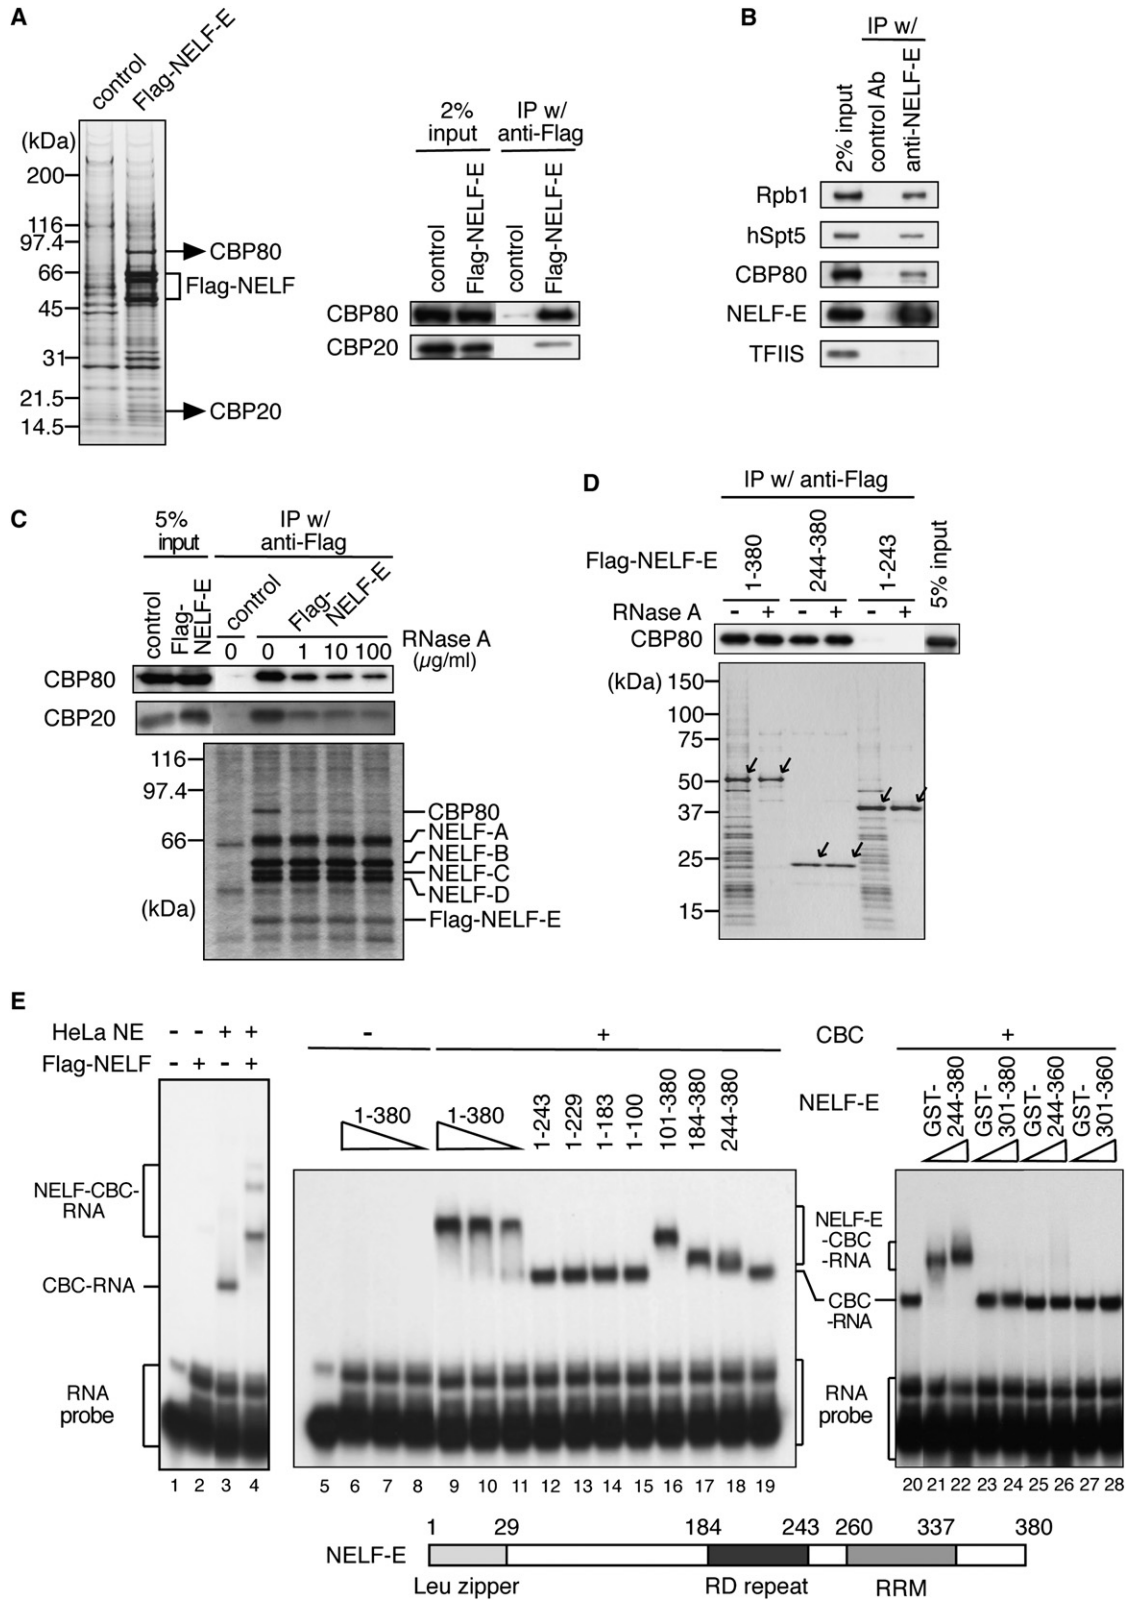 A
control
Flag-NELF-E
(kDa)
200
116
97.4
66
45
31
21.5
14.5
CBP80
Flag-NELF
CBP20
2%
input
IP w/
anti-Flag
control
Flag-NELF-E
control
Flag-NELF-E
CBP80
CBP20
B
IP w/
2% input
control Ab
anti-NELF-E
Rpb1
hSpt5
CBP80
NELF-E
TFIIS
C
5%
input
IP w/
anti-Flag
control
Flag-
NELF-E
control
Flag-
NELF-E
0 0 1 10 100
RNase A
(µg/ml)
CBP80
CBP20
116
97.4
66
(kDa)
CBP80
NELF-A
NELF-B
NELF-C
NELF-D
Flag-NELF-E
D
IP w/ anti-Flag
Flag-NELF-E
1-380
244-380
1-243
5% input
RNase A - + - + - +
CBP80
(kDa)
150
100
75
50
37
25
15
E
HeLa NE - - + +
Flag-NELF - + - +
NELF-CBC-
RNA
CBC-RNA
RNA
probe
1 2 3 4
- + CBC +
NELF-E
1-380
1-380
1-243
1-229
1-183
1-100
101-380
184-380
244-380
GST-
244-380
GST-
301-380
GST-
244-360
GST-
301-360
NELF-E
-CBC
-RNA
CBC
-RNA
RNA
probe
5 6 7 8 9 10 11 12 13 14 15 16 17 18 19
20 21 22 23 24 25 26 27 28
1 29 184 243 260 337 380
NELF-E
Leu zipper RD repeat RRM